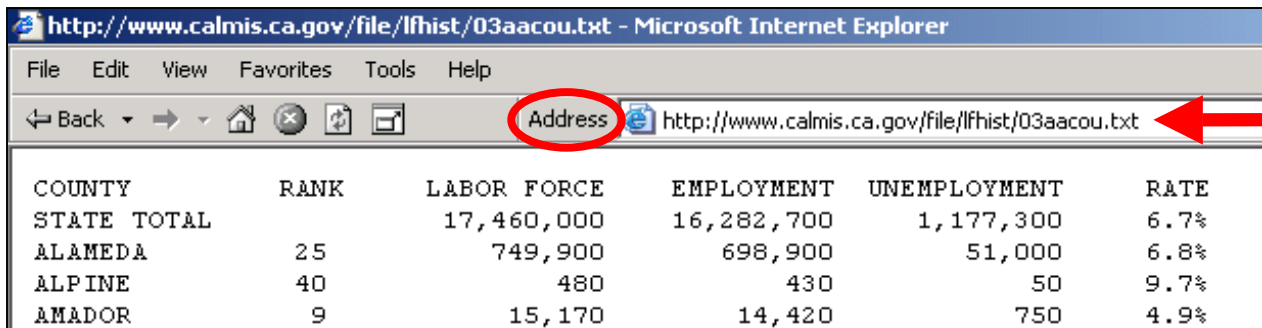 http://www.calmis.ca.gov/file/lfhist/03aacou.txt - Microsoft Internet Explorer
File Edit View Favorites Tools Help
Back Address http://www.calmis.ca.gov/file/lfhist/03aacou.txt
COUNTY RANK LABOR FORCE EMPLOYMENT UNEMPLOYMENT RATE
STATE TOTAL 17,460,000 16,282,700 1,177,300 6.7%
ALAMEDA 25 749,900 698,900 51,000 6.8%
ALPINE 40 480 430 50 9.7%
AMADOR 9 15,170 14,420 750 4.9%